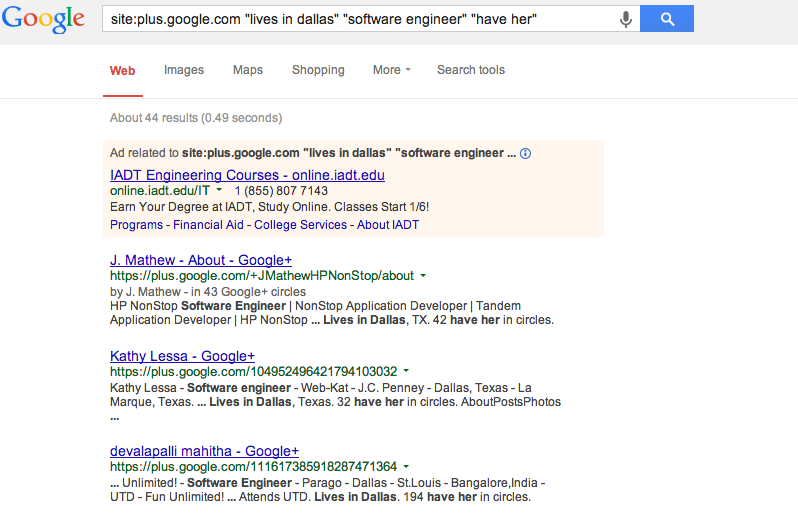 Google site:plus.google.com "lives in dallas" "software engineer" "have her"
Web Images Maps Shopping More Search tools
About 44 results (0.49 seconds)
Ad related to site:plus.google.com "lives in dallas" "software engineer ...
IADT Engineering Courses - online.iadt.edu
online.iadt.edu/IT 1 (855) 807 7143
Earn Your Degree at IADT, Study Online. Classes Start 1/6!
Programs - Financial Aid - College Services - About IADT
J. Mathew - About - Google+
https://plus.google.com/+JMathewHPNonStop/about
by J. Mathew - in 43 Google+ circles
HP NonStop Software Engineer | NonStop Application Developer | Tandem
Application Developer | HP NonStop ... Lives in Dallas, TX. 42 have her in circles.
Kathy Lessa - Google+
https://plus.google.com/104952496421794103032
Kathy Lessa - Software engineer - Web-Kat - J.C. Penney - Dallas, Texas - La
Marque, Texas. ... Lives in Dallas, Texas. 32 have her in circles. AboutPostsPhotos
...
devalapalli mahitha - Google+
https://plus.google.com/111617385918287471364
... Unlimited! - Software Engineer - Parago - Dallas - St.Louis - Bangalore,India -
UTD - Fun Unlimited! ... Attends UTD. Lives in Dallas. 194 have her in circles.